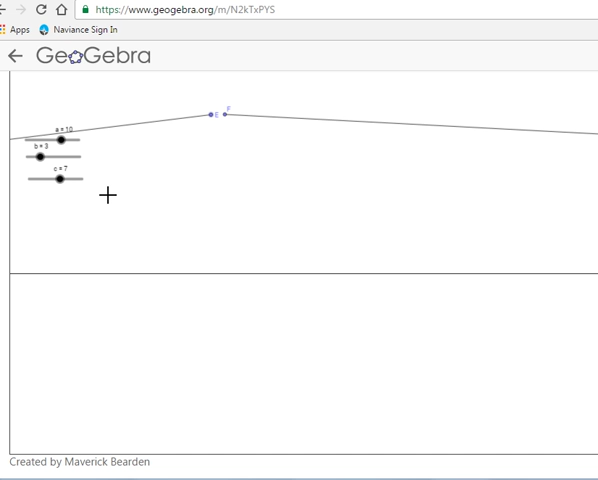 https://www.geogebra.org/m/N2kTxPYS
Apps Naviance Sign In
GeoGebra
E F
a = 10
b = 3
c = 7
Created by Maverick Bearden